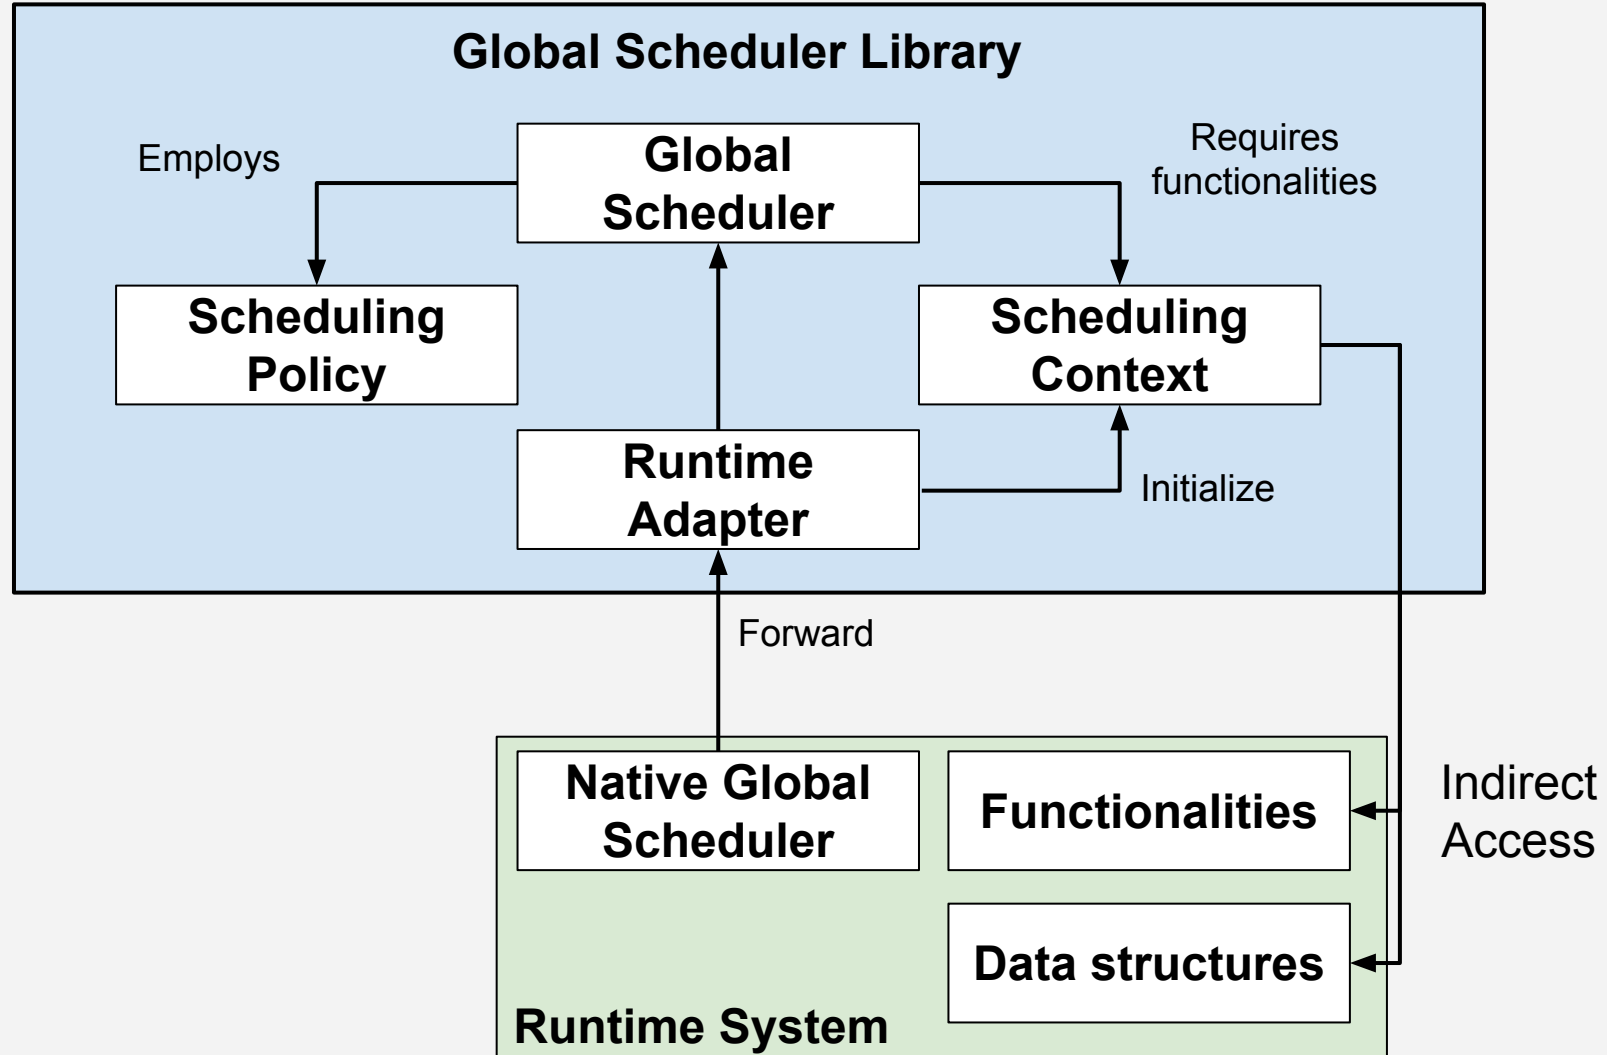 Global Scheduler Library
Employs
Global
Scheduler
Requires
functionalities
Scheduling
Policy
Scheduling
Context
Runtime
Adapter
Initialize
Forward
Native Global
Scheduler
Functionalities
Indirect
Access
Data structures
Runtime System